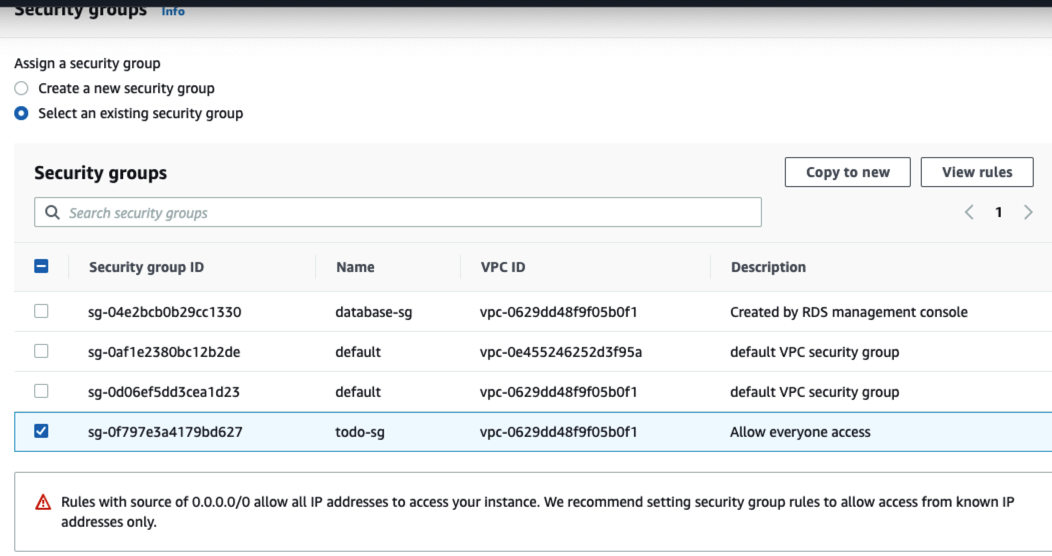 Security groups Info
Assign a security group
Create a new security group
Select an existing security group
Security groups
Copy to new
View rules
Search security groups
1
Security group ID Name VPC ID Description
sg-04e2bcb0b29cc1330 database-sg vpc-0629dd48f9f05b0f1 Created by RDS management console
sg-0af1e2380bc12b2de default vpc-0e455246252d3f95a default VPC security group
sg-0d06ef5dd3cea1d23 default vpc-0629dd48f9f05b0f1 default VPC security group
sg-0f797e3a4179bd627 todo-sg vpc-0629dd48f9f05b0f1 Allow everyone access
Rules with source of 0.0.0.0/0 allow all IP addresses to access your instance. We recommend setting security group rules to allow access from known IP
addresses only.